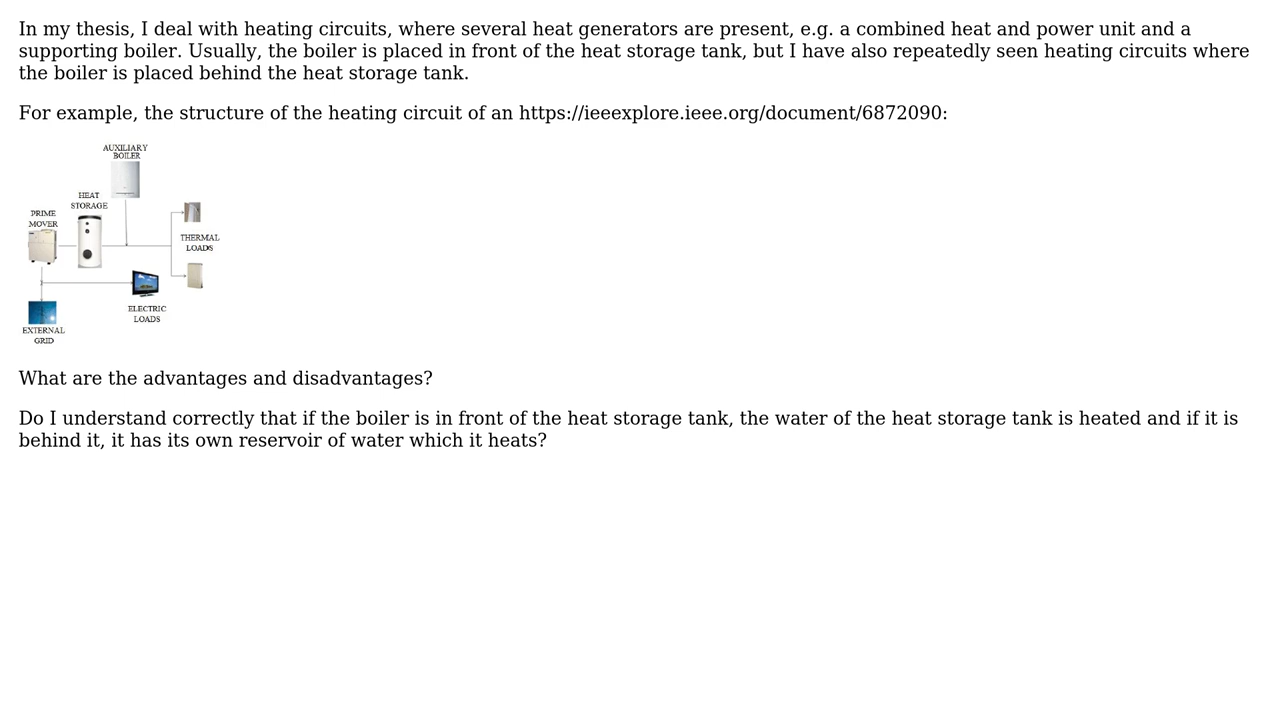 In my thesis, I deal with heating circuits, where several heat generators are present, e.g. a combined heat and power unit and a
supporting boiler. Usually, the boiler is placed in front of the heat storage tank, but I have also repeatedly seen heating circuits where
the boiler is placed behind the heat storage tank.
For example, the structure of the heating circuit of an https://ieeexplore.ieee.org/document/6872090:
AUXILIARY
BOILER
HEAT
STORAGE
PRIME
MOVER
THERMAL
LOADS
ELECTRIC
LOADS
EXTERNAL
GRID
What are the advantages and disadvantages?
Do I understand correctly that if the boiler is in front of the heat storage tank, the water of the heat storage tank is heated and if it is
behind it, it has its own reservoir of water which it heats?